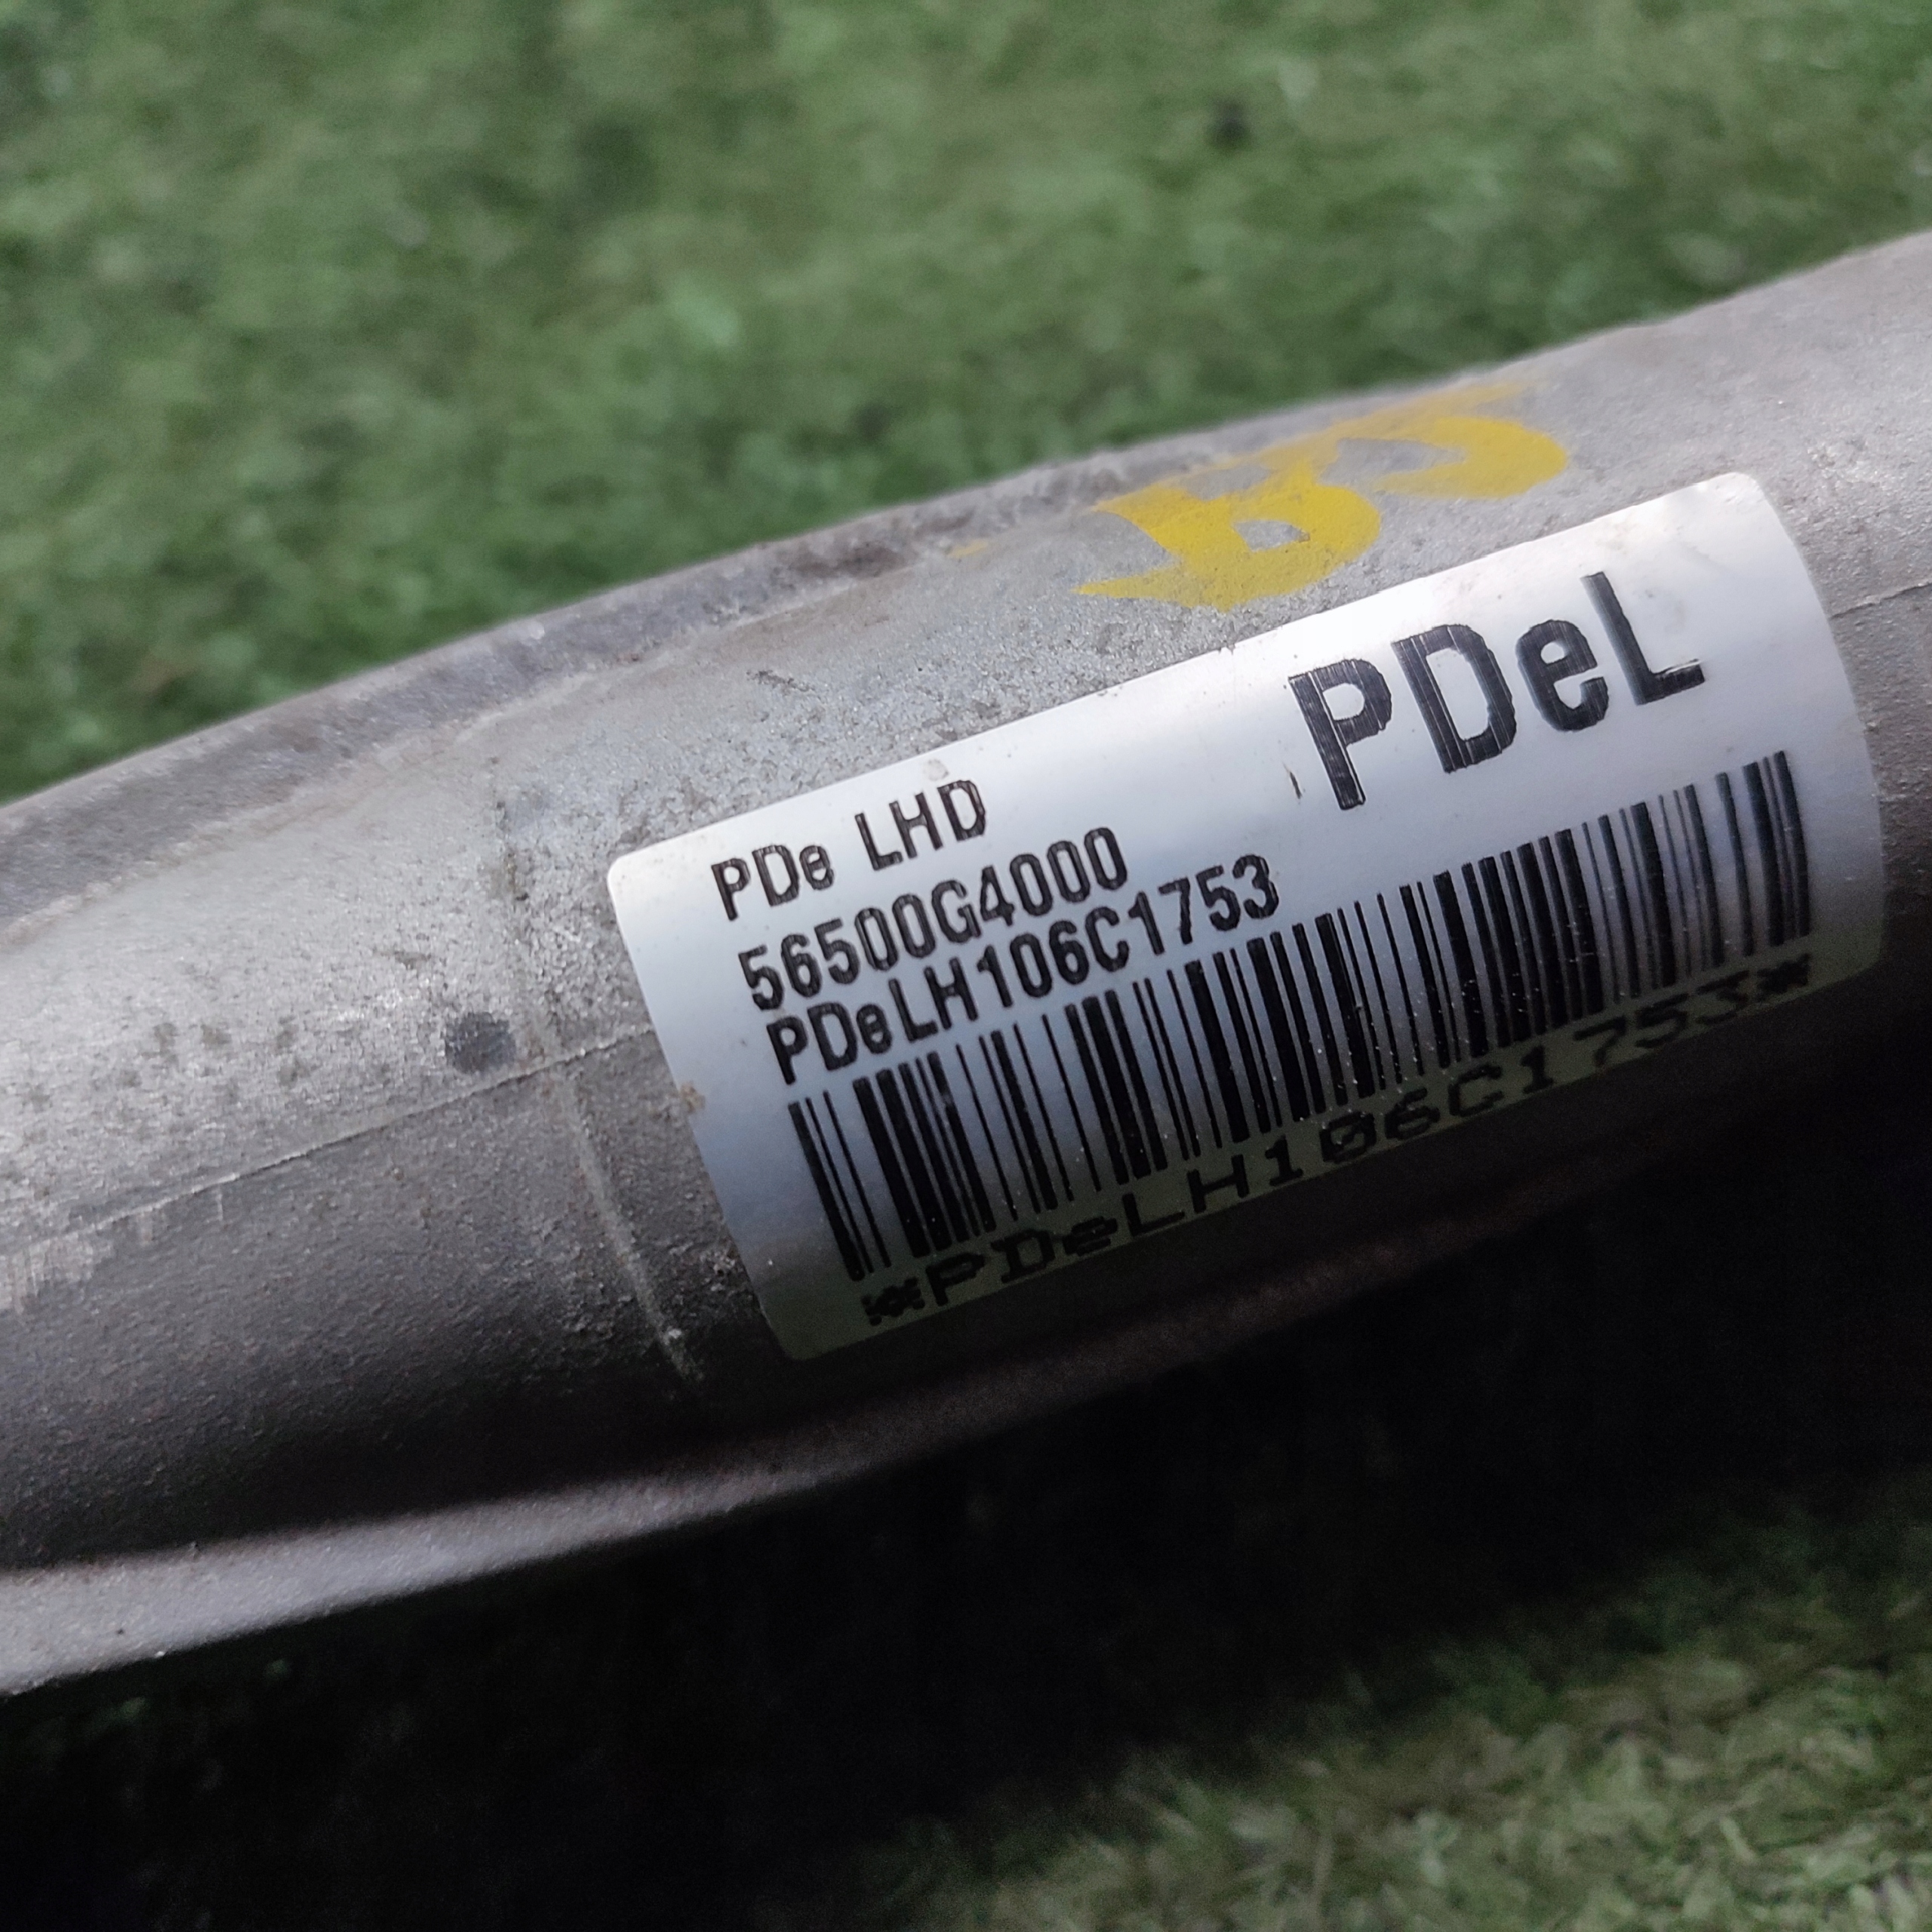 PDeL
PDe LHD
56500G4000
PDeLH106C1753
*PDeLH106C1753*